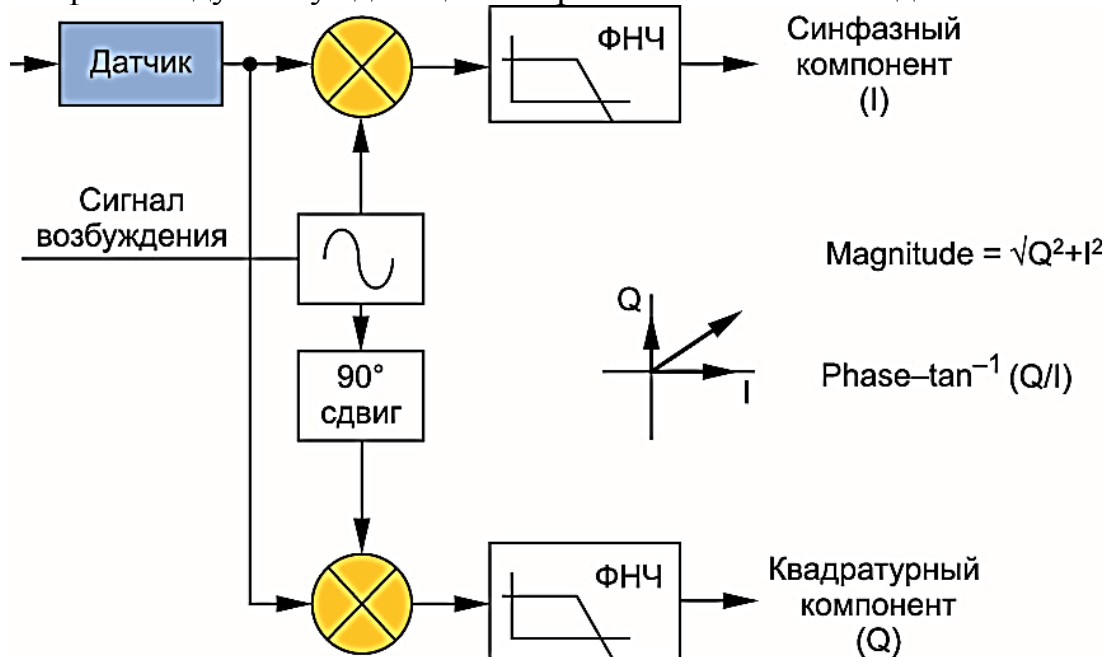 Датчик
ФНЧ
Синфазный
компонент
(I)
Сигнал
возбуждения
Magnitude = √Q²+I²
Q
I
Phase–tan⁻¹ (Q/I)
90°
сдвиг
ФНЧ
Квадратурный
компонент
(Q)